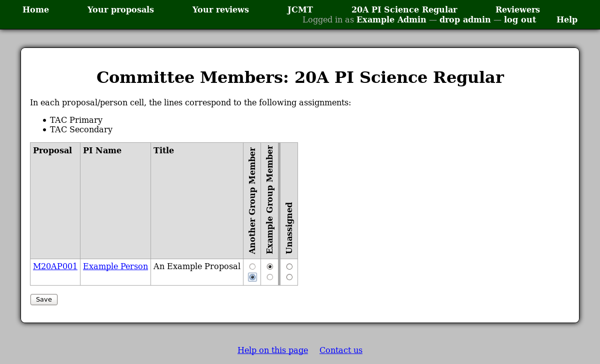 Home Your proposals Your reviews JCMT 20A PI Science Regular Reviewers
Logged in as Example Admin — drop admin — log out Help
Committee Members: 20A PI Science Regular
In each proposal/person cell, the lines correspond to the following assignments:
• TAC Primary
• TAC Secondary
Proposal PI Name Title Another Group Member Example Group Member Unassigned
M20AP001 Example Person An Example Proposal
Save
Help on this page Contact us